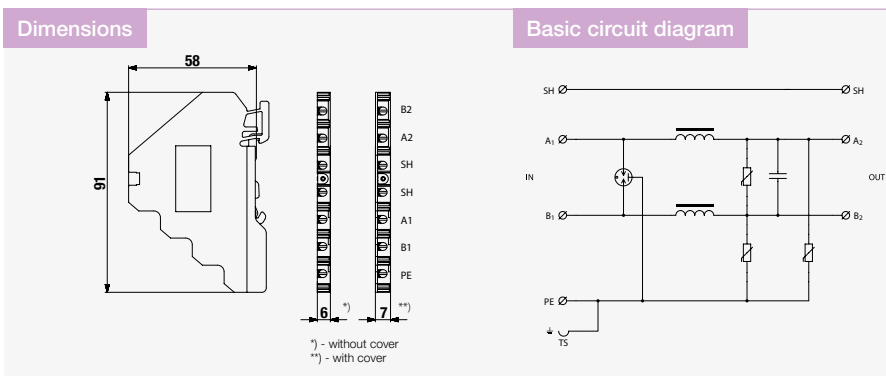 Dimensions
58
91
B2
A2
SH
SH
A1
B1
PE
6 *)
7 **)
*) - without cover
**) - with cover
Basic circuit diagram
SH SH
A1 A2
IN OUT
B1 B2
PE
TS